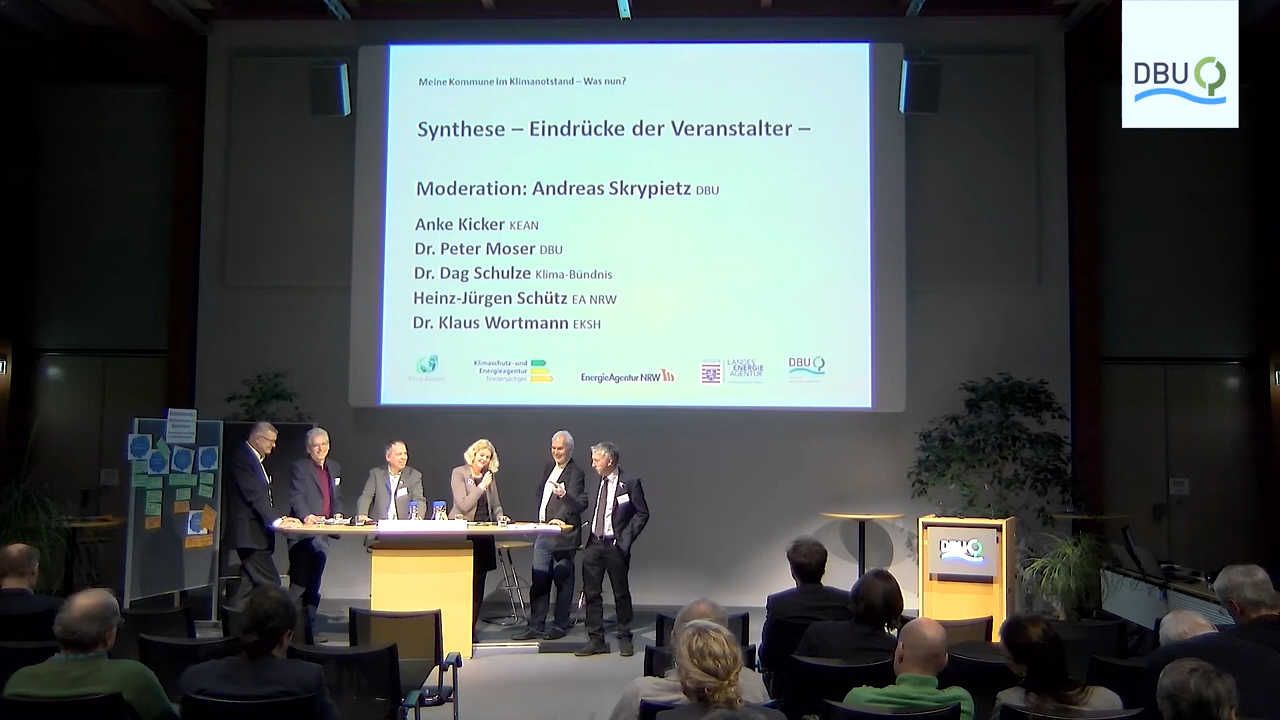 DBU
Meine Kommune im Klimanotstand – Was nun?
Synthese – Eindrücke der Veranstalter –
Moderation: Andreas Skrypietz DBU
Anke Kicker KEAN
Dr. Peter Moser DBU
Dr. Dag Schulze Klima-Bündnis
Heinz-Jürgen Schütz EA NRW
Dr. Klaus Wortmann EKSH
Klimaschutz- und
Energieagentur
Niedersachsen
EnergieAgentur.NRW
LANDES
ENERGIE
AGENTUR
DBU
DBU